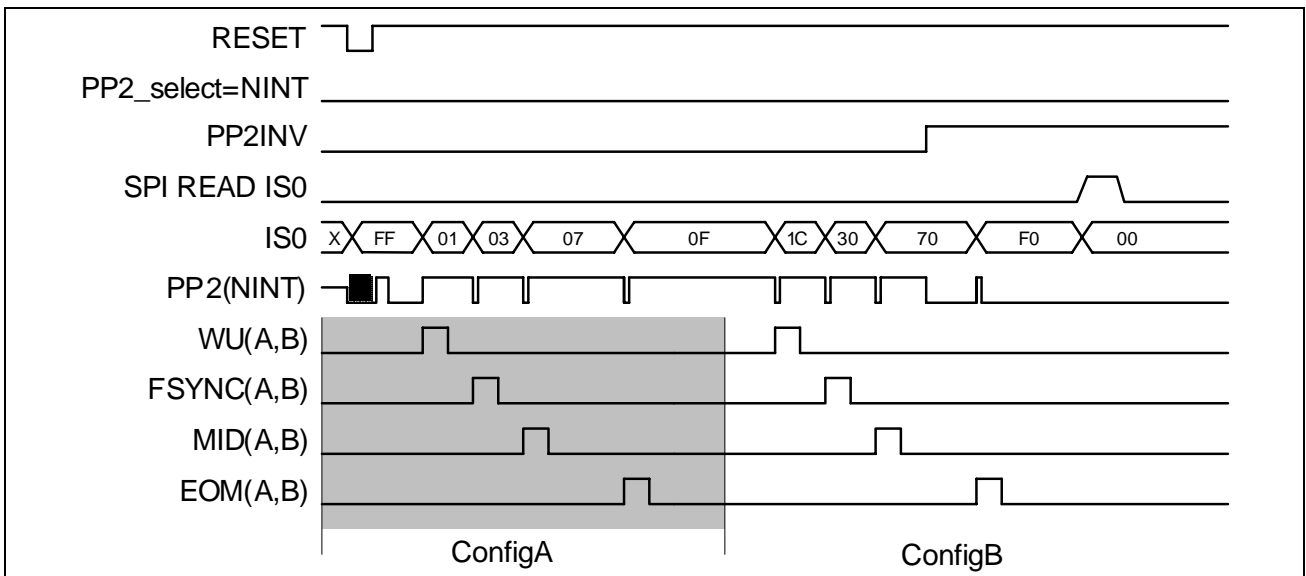 RESET
PP2_select=NINT
PP2INV
SPI READ IS0
IS0 X FF 01 03 07 0F 1C 30 70 F0 00
PP2(NINT)
WU(A,B)
FSYNC(A,B)
MID(A,B)
EOM(A,B)
ConfigA ConfigB